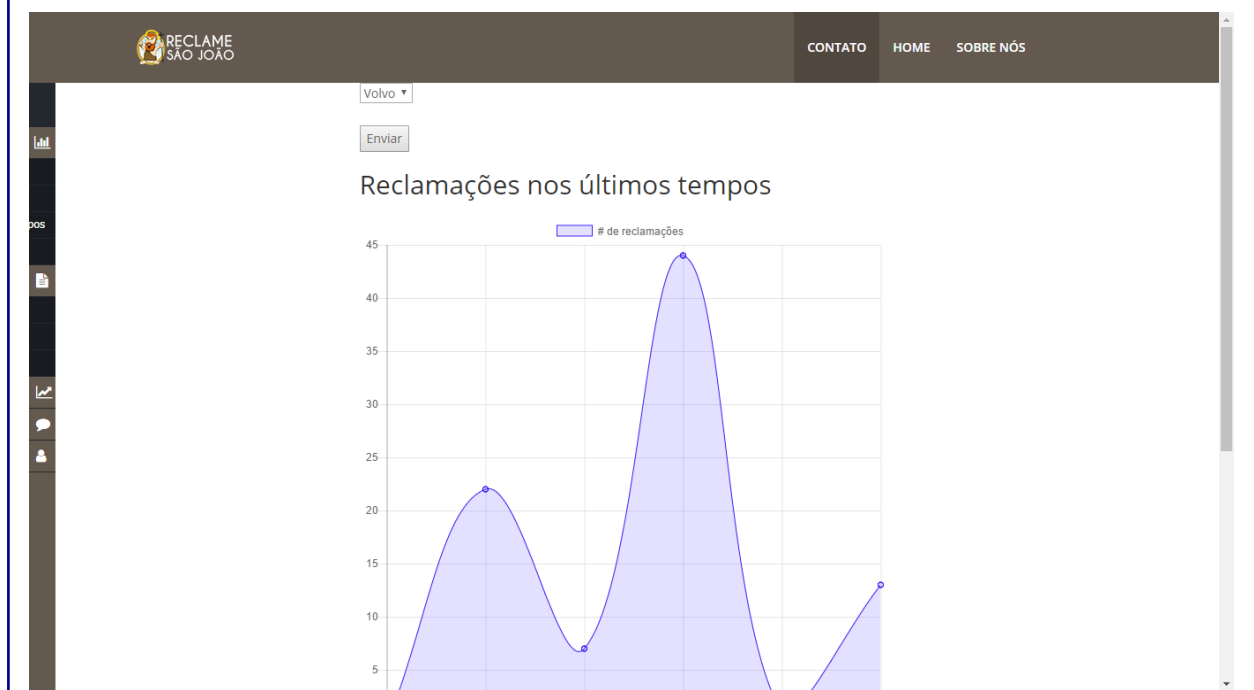 RECLAME
SÃO JOÃO
CONTATO HOME SOBRE NÓS
Volvo
Enviar
Reclamações nos últimos tempos
pos
# de reclamações
45
40
35
30
25
20
15
10
5